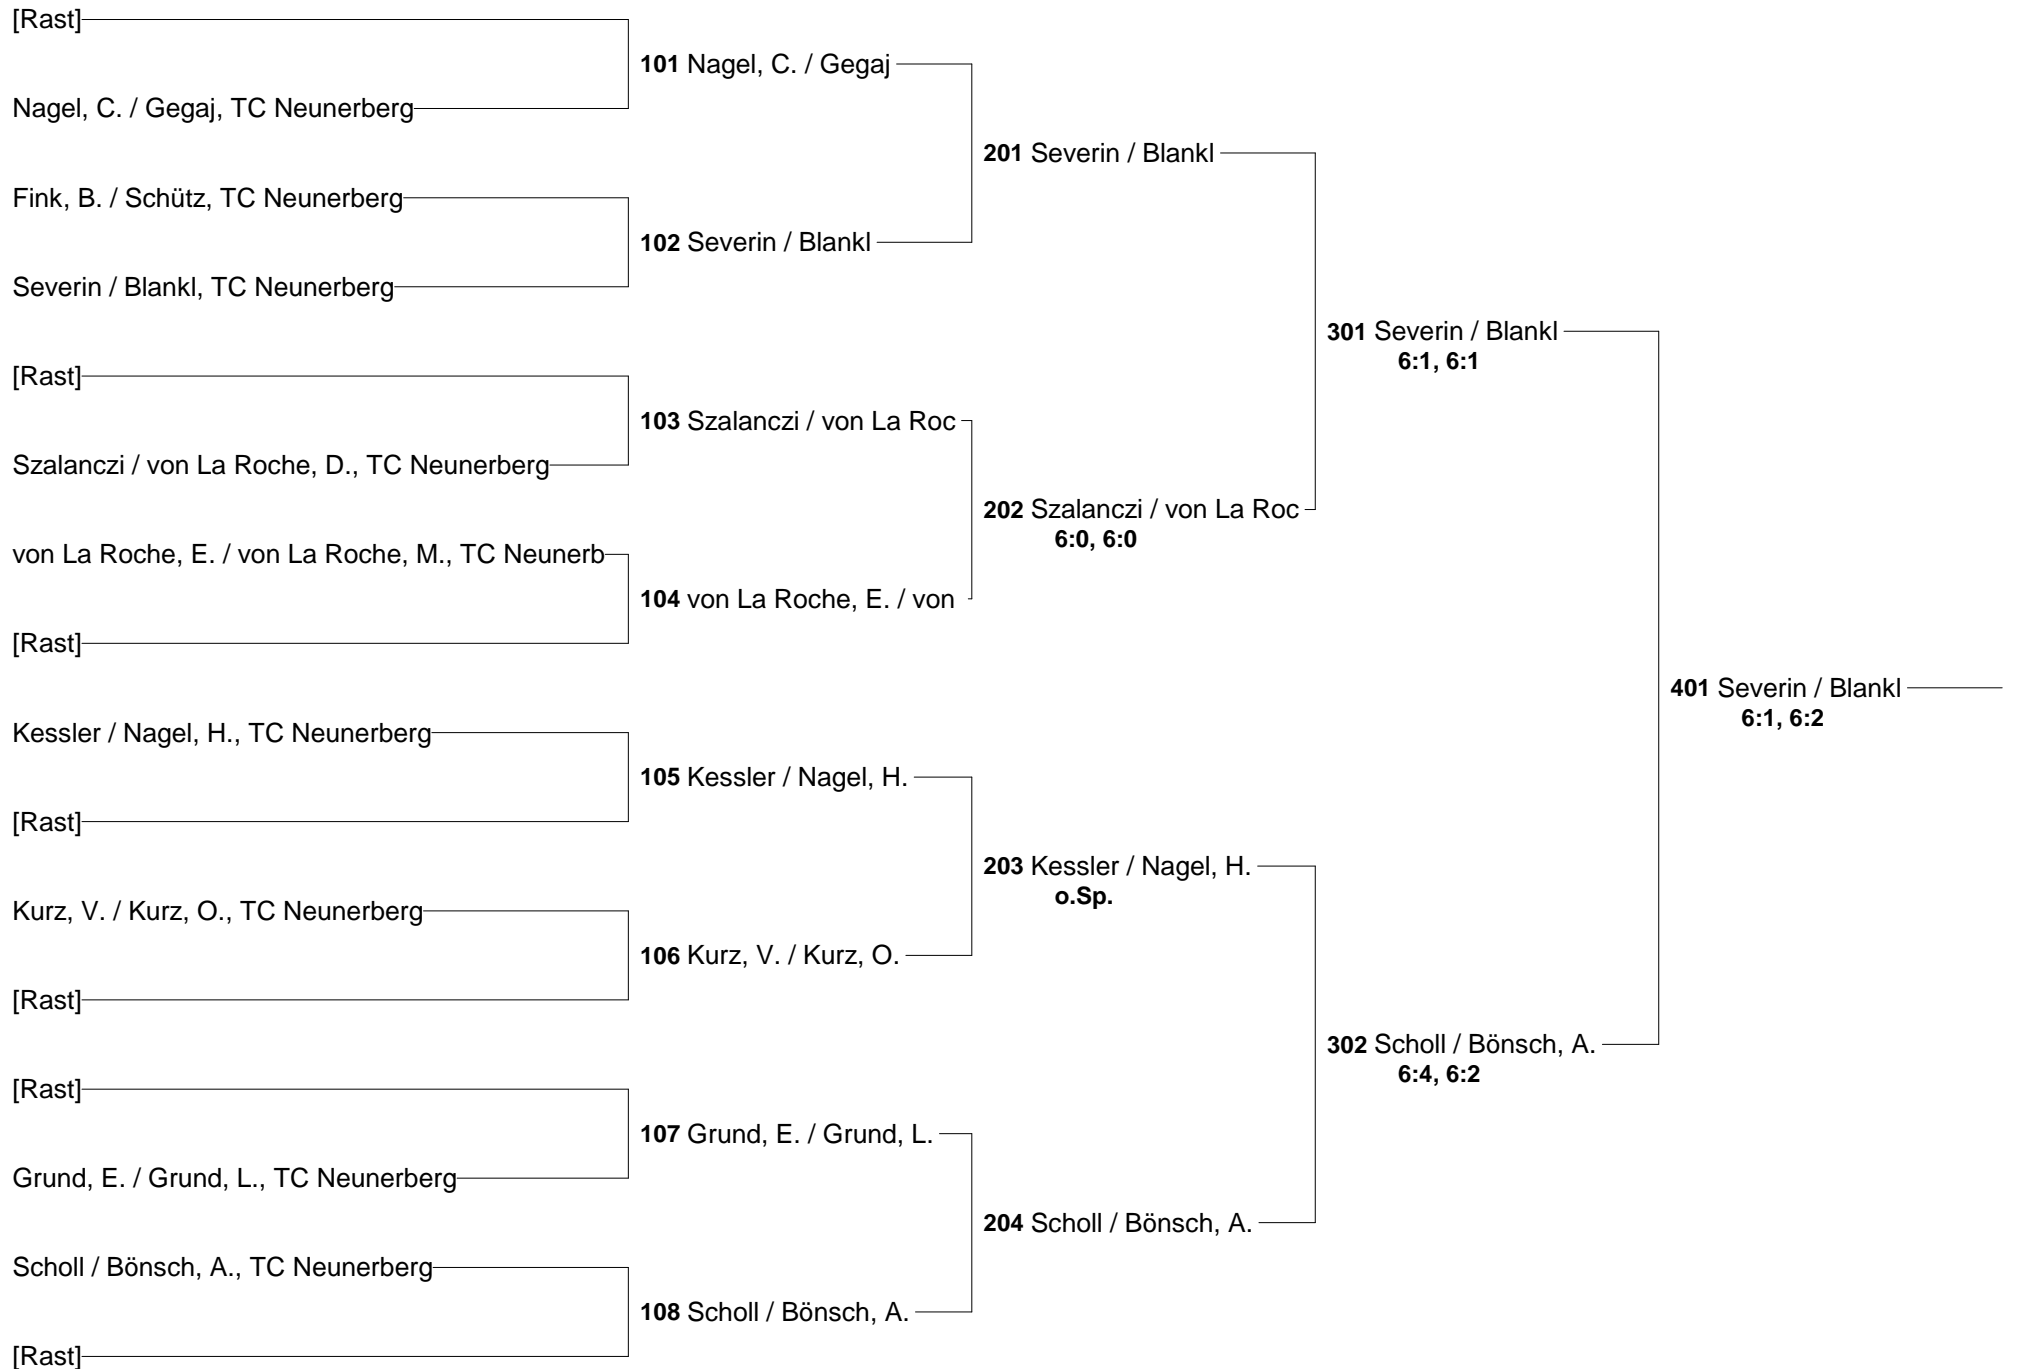 [Rast]
101 Nagel, C. / Gegaj
Nagel, C. / Gegaj, TC Neunerberg
201 Severin / Blankl
Fink, B. / Schütz, TC Neunerberg
102 Severin / Blankl
Severin / Blankl, TC Neunerberg
301 Severin / Blankl
6:1, 6:1
[Rast]
103 Szalanczi / von La Roc
Szalanczi / von La Roche, D., TC Neunerberg
202 Szalanczi / von La Roc
6:0, 6:0
von La Roche, E. / von La Roche, M., TC Neunerb
104 von La Roche, E. / von
[Rast]
401 Severin / Blankl
6:1, 6:2
Kessler / Nagel, H., TC Neunerberg
105 Kessler / Nagel, H.
[Rast]
203 Kessler / Nagel, H.
o.Sp.
Kurz, V. / Kurz, O., TC Neunerberg
106 Kurz, V. / Kurz, O.
[Rast]
302 Scholl / Bönsch, A.
6:4, 6:2
[Rast]
107 Grund, E. / Grund, L.
Grund, E. / Grund, L., TC Neunerberg
204 Scholl / Bönsch, A.
Scholl / Bönsch, A., TC Neunerberg
108 Scholl / Bönsch, A.
[Rast]